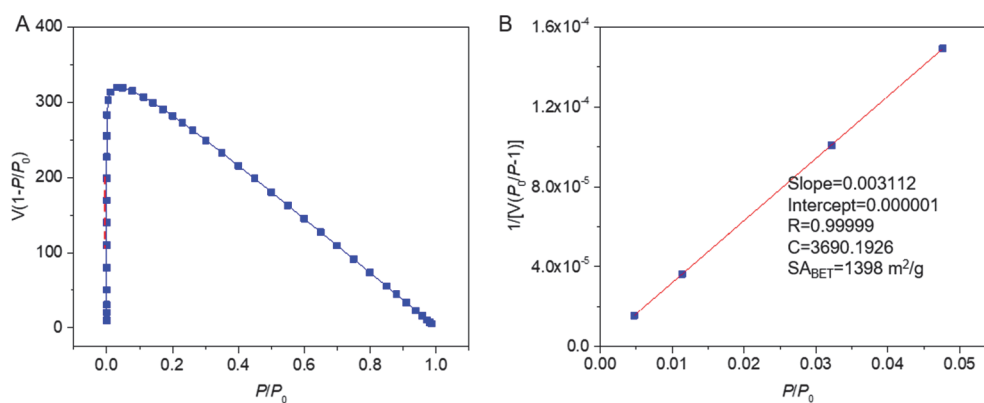 A
400
300
200
100
0
V(1-P/P₀)
0.0 0.2 0.4 0.6 0.8 1.0
P/P₀
B
1.6x10⁻⁴
1.2x10⁻⁴
8.0x10⁻⁵
4.0x10⁻⁵
0.0
1/[V(P₀/P-1)]
Slope=0.003112
Intercept=0.000001
R=0.99999
C=3690.1926
SA_BET=1398 m²/g
0.00 0.01 0.02 0.03 0.04 0.05
P/P₀